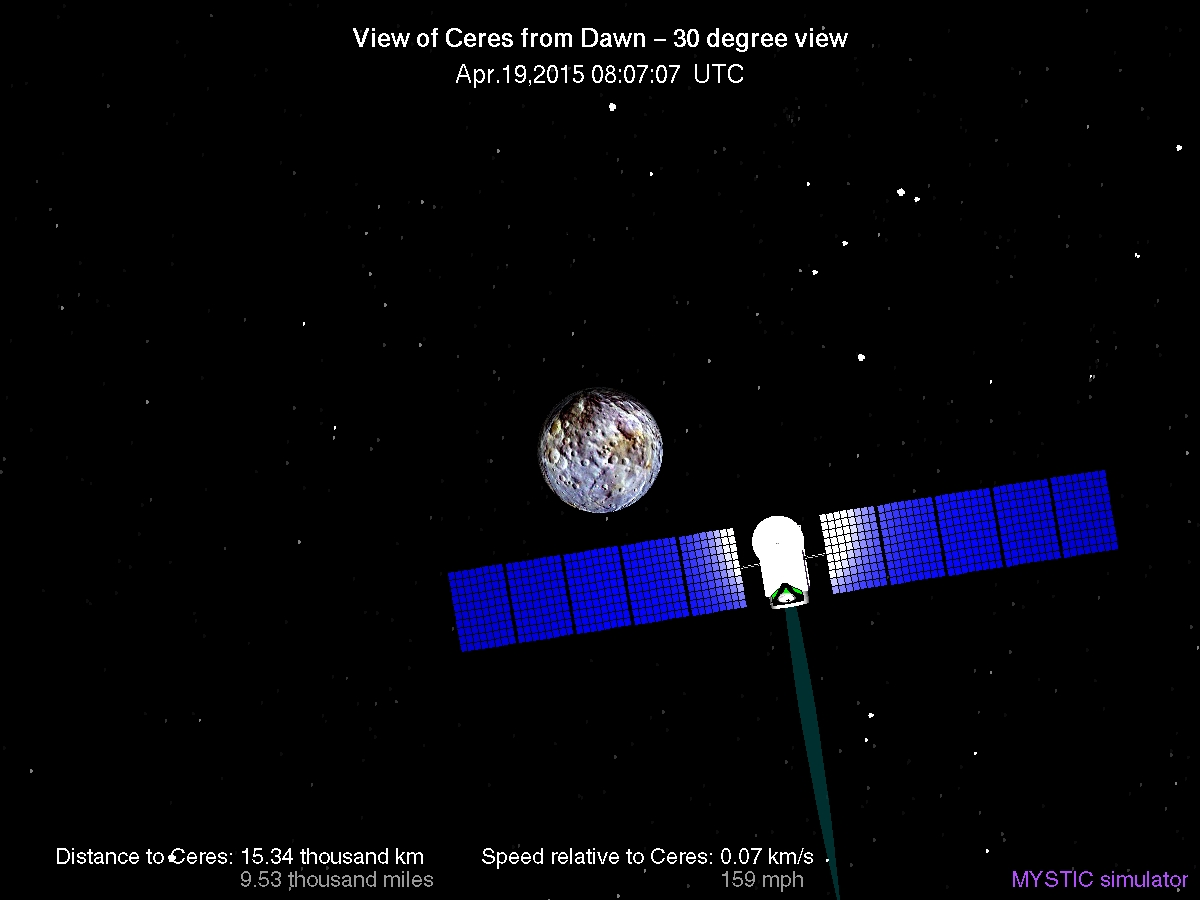 View of Ceres from Dawn – 30 degree view
Apr.19,2015 08:07:07 UTC
Distance to Ceres: 15.34 thousand km
9.53 thousand miles
Speed relative to Ceres: 0.07 km/s
159 mph
MYSTIC simulator